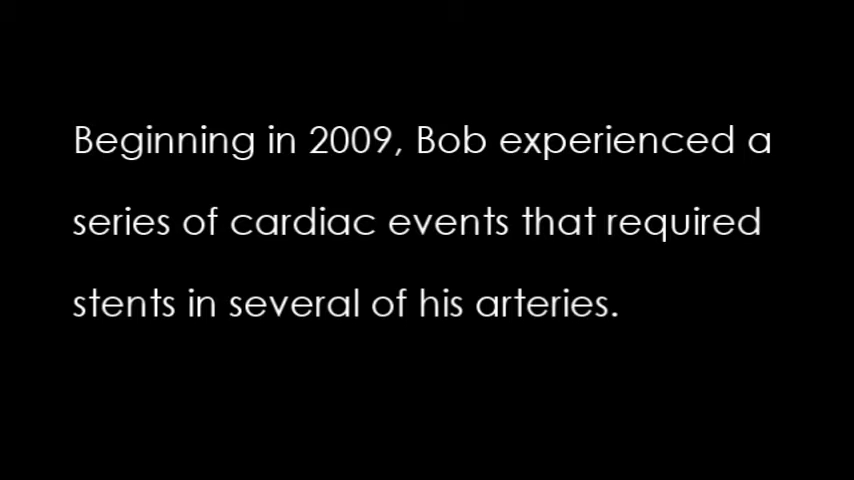 Beginning in 2009, Bob experienced a
series of cardiac events that required
stents in several of his arteries.